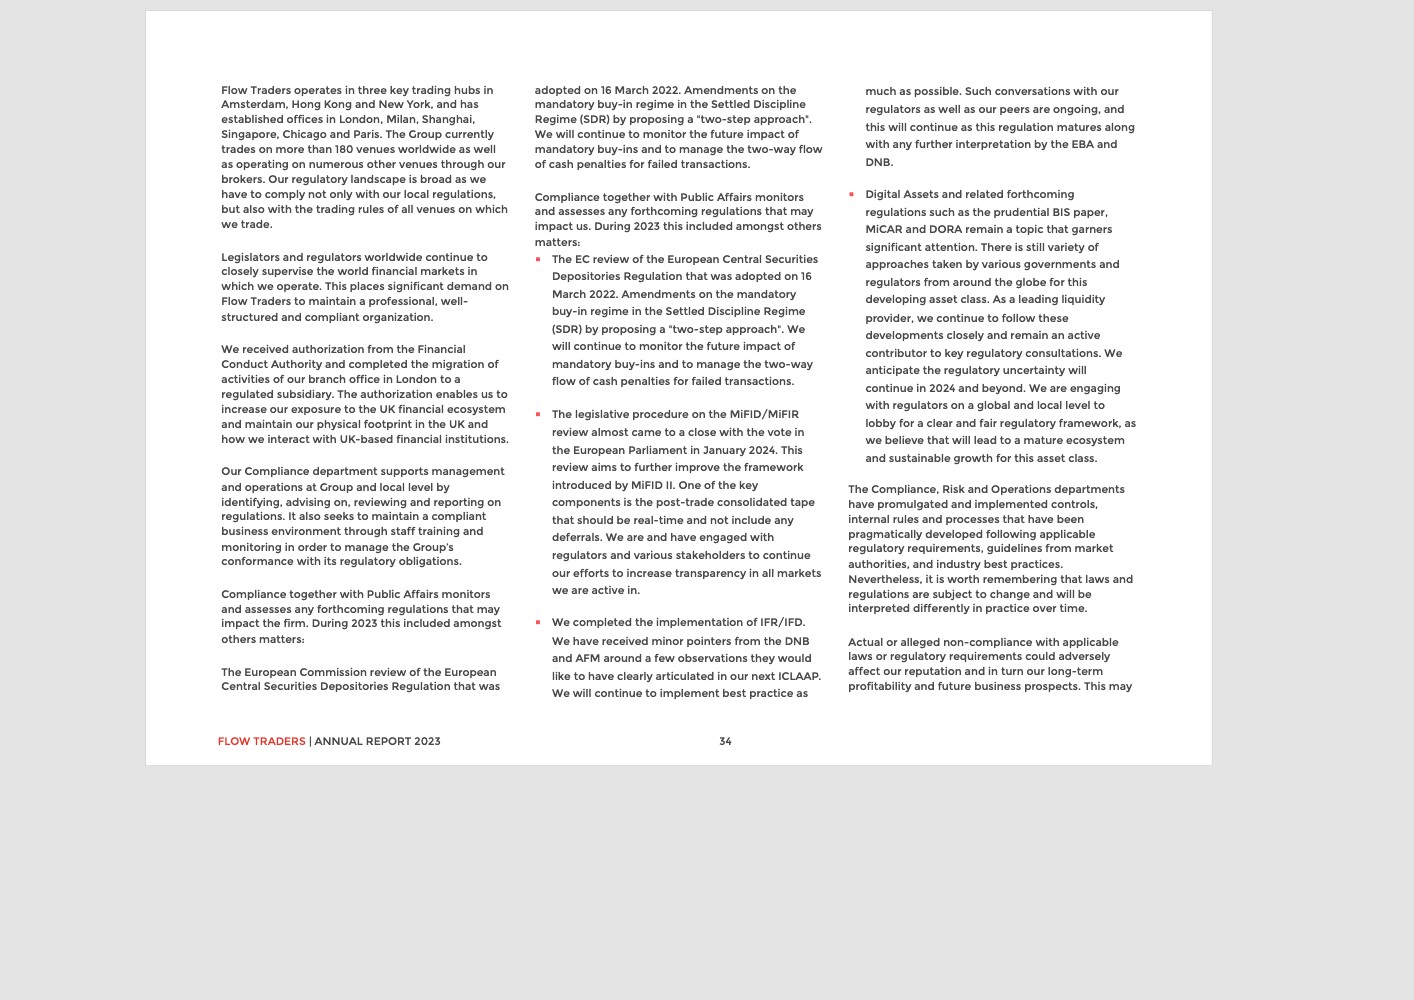 Flow Traders operates in three key trading hubs in
Amsterdam, Hong Kong and New York, and has
established offices in London, Milan, Shanghai,
Singapore, Chicago and Paris. The Group currently
trades on more than 180 venues worldwide as well
as operating on numerous other venues through our
brokers. Our regulatory landscape is broad as we
have to comply not only with our local regulations,
but also with the trading rules of all venues on which
we trade.
Legislators and regulators worldwide continue to
closely supervise the world financial markets in
which we operate. This places significant demand on
Flow Traders to maintain a professional, well-
structured and compliant organization.
We received authorization from the Financial
Conduct Authority and completed the migration of
activities of our branch office in London to a
regulated subsidiary. The authorization enables us to
increase our exposure to the UK financial ecosystem
and maintain our physical footprint in the UK and
how we interact with UK-based financial institutions.
Our Compliance department supports management
and operations at Group and local level by
identifying, advising on, reviewing and reporting on
regulations. It also seeks to maintain a compliant
business environment through staff training and
monitoring in order to manage the Group's
conformance with its regulatory obligations.
Compliance together with Public Affairs monitors
and assesses any forthcoming regulations that may
impact the firm. During 2023 this included amongst
others matters:
The European Commission review of the European
Central Securities Depositories Regulation that was
adopted on 16 March 2022. Amendments on the
mandatory buy-in regime in the Settled Discipline
Regime (SDR) by proposing a "two-step approach".
We will continue to monitor the future impact of
mandatory buy-ins and to manage the two-way flow
of cash penalties for failed transactions.
Compliance together with Public Affairs monitors
and assesses any forthcoming regulations that may
impact us. During 2023 this included amongst others
matters:
▪ The EC review of the European Central Securities
Depositories Regulation that was adopted on 16
March 2022. Amendments on the mandatory
buy-in regime in the Settled Discipline Regime
(SDR) by proposing a "two-step approach". We
will continue to monitor the future impact of
mandatory buy-ins and to manage the two-way
flow of cash penalties for failed transactions.
▪ The legislative procedure on the MiFID/MiFIR
review almost came to a close with the vote in
the European Parliament in January 2024. This
review aims to further improve the framework
introduced by MiFID II. One of the key
components is the post-trade consolidated tape
that should be real-time and not include any
deferrals. We are and have engaged with
regulators and various stakeholders to continue
our efforts to increase transparency in all markets
we are active in.
▪ We completed the implementation of IFR/IFD.
We have received minor pointers from the DNB
and AFM around a few observations they would
like to have clearly articulated in our next ICLAAP.
We will continue to implement best practice as
much as possible. Such conversations with our
regulators as well as our peers are ongoing, and
this will continue as this regulation matures along
with any further interpretation by the EBA and
DNB.
▪ Digital Assets and related forthcoming
regulations such as the prudential BIS paper,
MiCAR and DORA remain a topic that garners
significant attention. There is still variety of
approaches taken by various governments and
regulators from around the globe for this
developing asset class. As a leading liquidity
provider, we continue to follow these
developments closely and remain an active
contributor to key regulatory consultations. We
anticipate the regulatory uncertainty will
continue in 2024 and beyond. We are engaging
with regulators on a global and local level to
lobby for a clear and fair regulatory framework, as
we believe that will lead to a mature ecosystem
and sustainable growth for this asset class.
The Compliance, Risk and Operations departments
have promulgated and implemented controls,
internal rules and processes that have been
pragmatically developed following applicable
regulatory requirements, guidelines from market
authorities, and industry best practices.
Nevertheless, it is worth remembering that laws and
regulations are subject to change and will be
interpreted differently in practice over time.
Actual or alleged non-compliance with applicable
laws or regulatory requirements could adversely
affect our reputation and in turn our long-term
profitability and future business prospects. This may
FLOW TRADERS | ANNUAL REPORT 2023
34